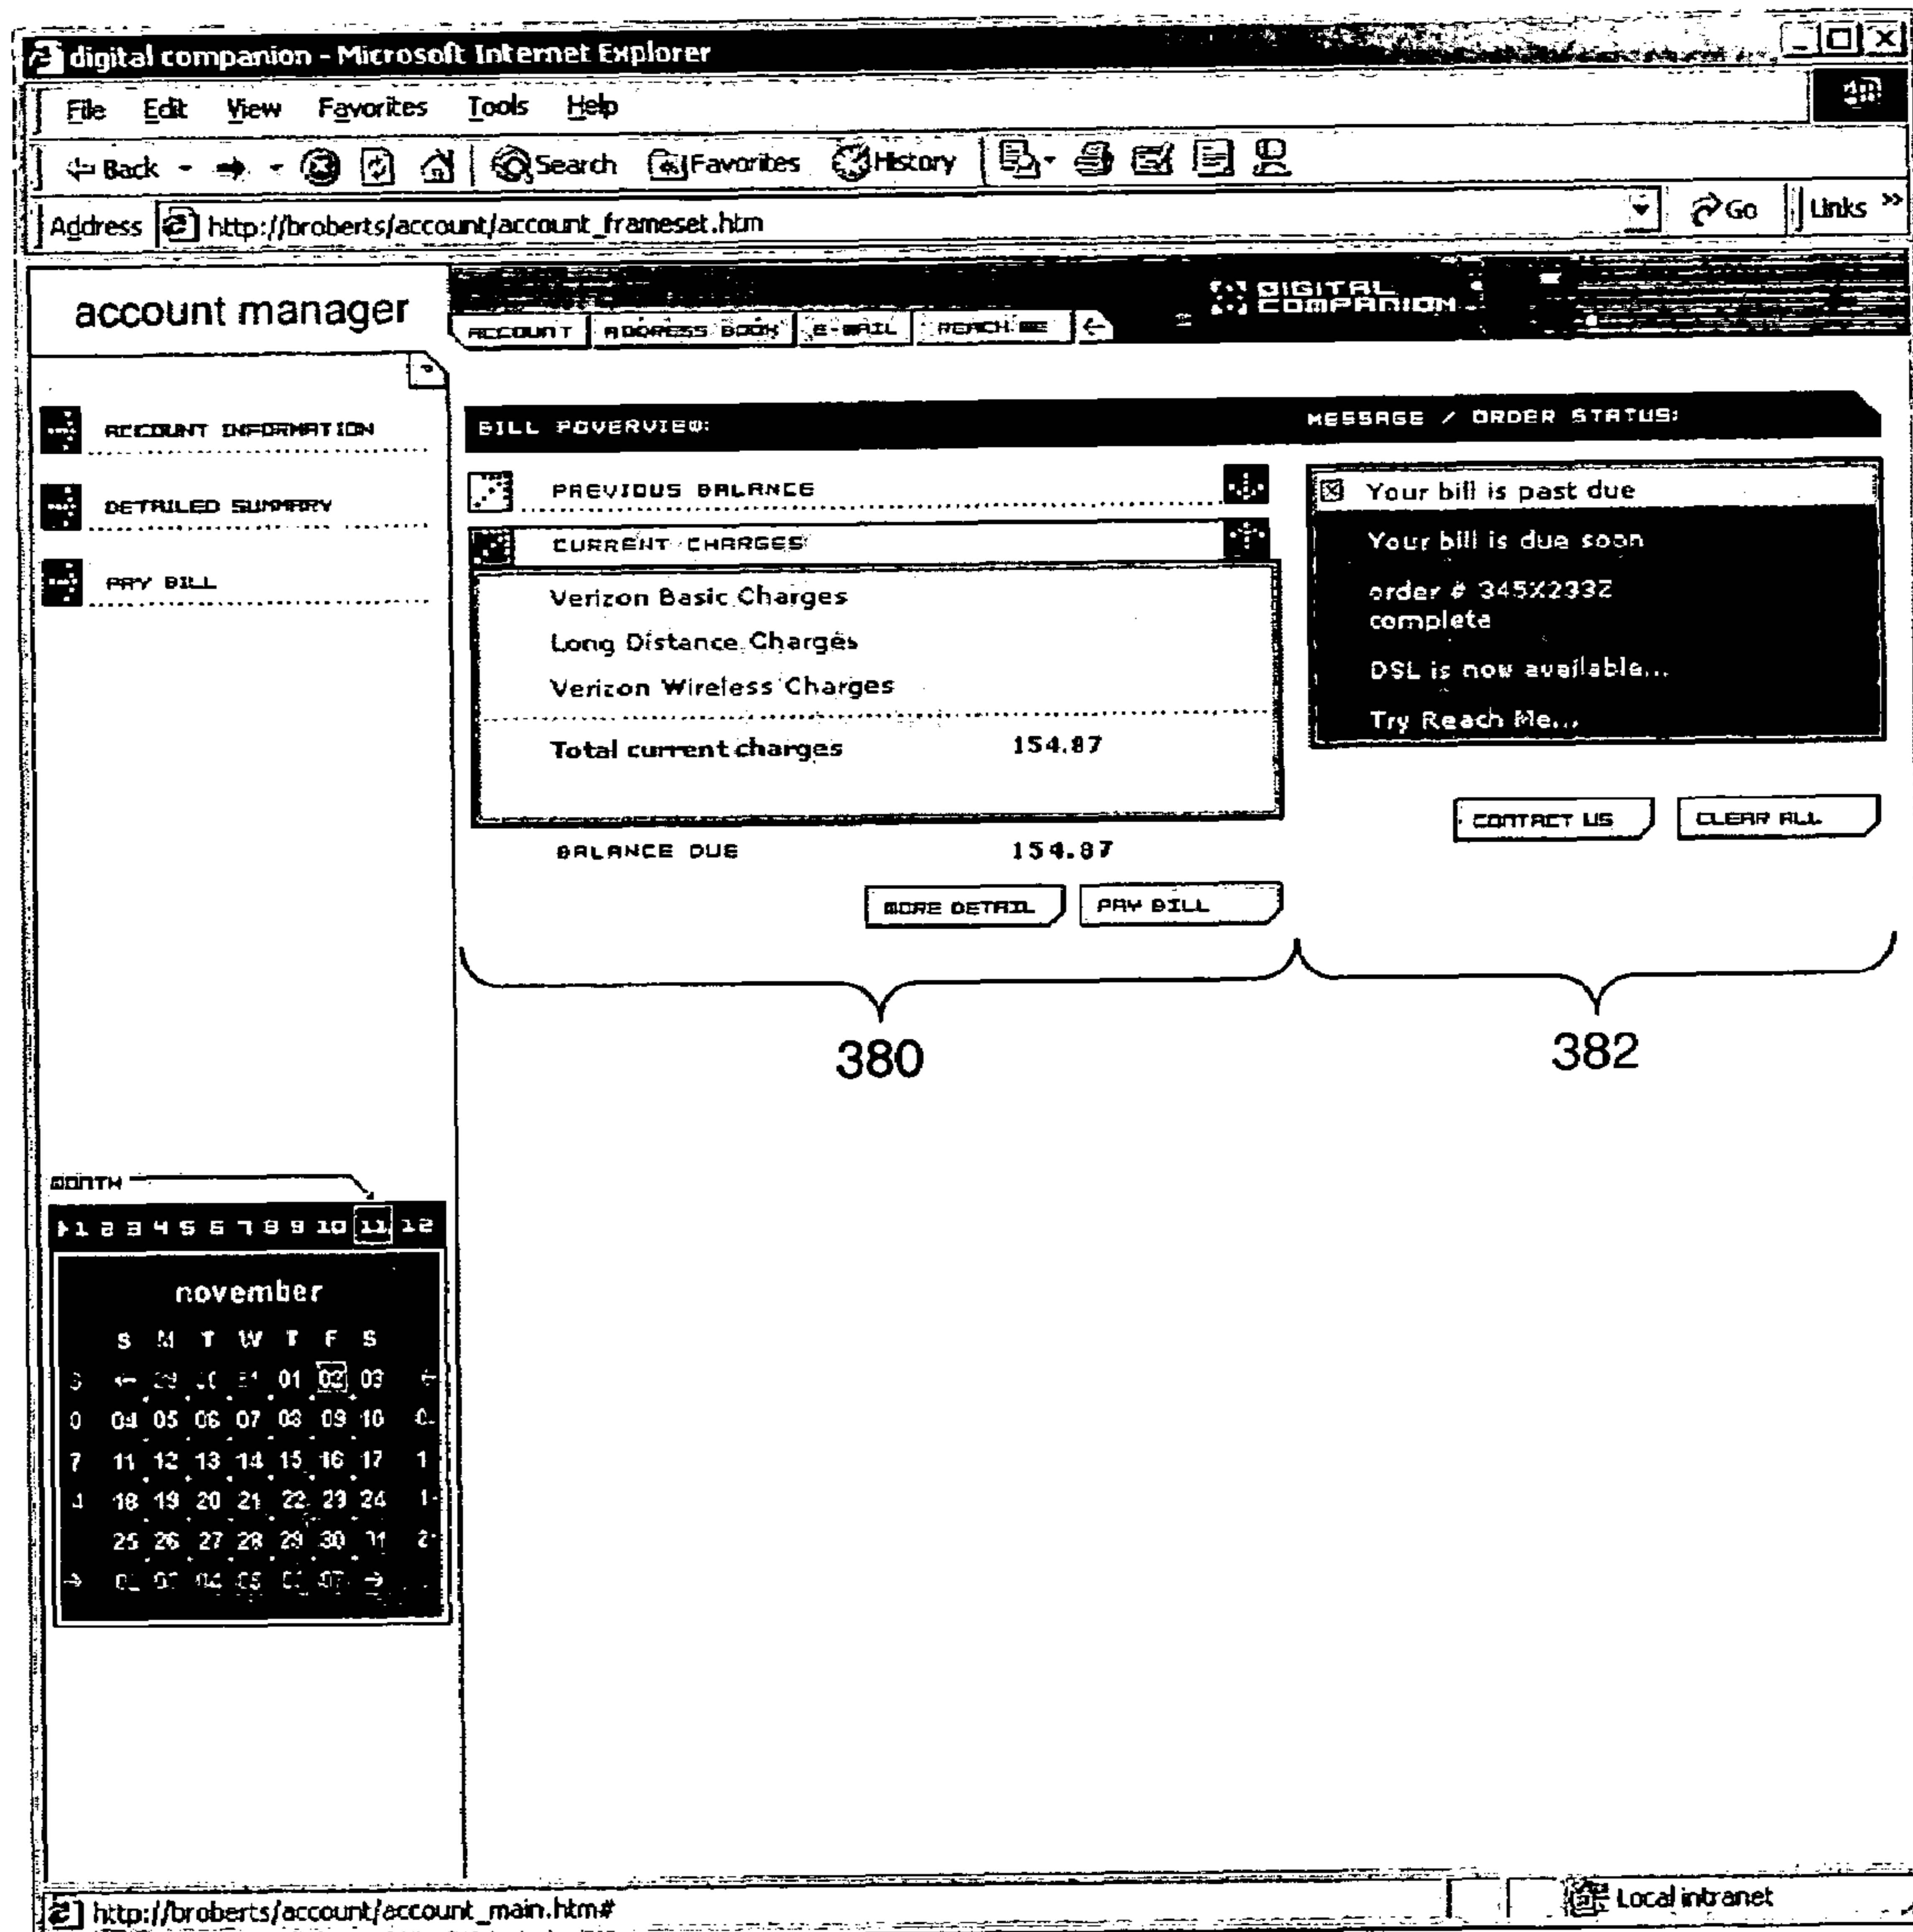 digital companion - Microsoft Internet Explorer
File Edit View Favorites Tools Help
Back Search Favorites History
Address http://broberts/account/account_frameset.htm Go Links »
account manager
DIGITAL COMPANION
ACCOUNT ADDRESS BOOK E-MAIL REACH ME
ACCOUNT INFORMATION
DETAILED SUMMARY
PAY BILL
BILL POVERVIEW:
PREVIOUS BALANCE
CURRENT CHARGES
Verizon Basic Charges
Long Distance Charges
Verizon Wireless Charges
Total current charges 154.87
BALANCE DUE 154.87
MORE DETAIL PAY BILL
MESSAGE / ORDER STATUS:
Your bill is past due
Your bill is due soon
order # 345X233Z
complete
DSL is now available...
Try Reach Me...
CONTACT US CLEAR ALL
380
382
MONTH
1 2 3 4 5 6 7 8 9 10 11 12
november
S M T W T F S
01 02 03
04 05 06 07 08 09 10
11 12 13 14 15 16 17
18 19 20 21 22 23 24
25 26 27 28 29 30 31
04 05 07
http://broberts/account/account_main.htm# Local intranet